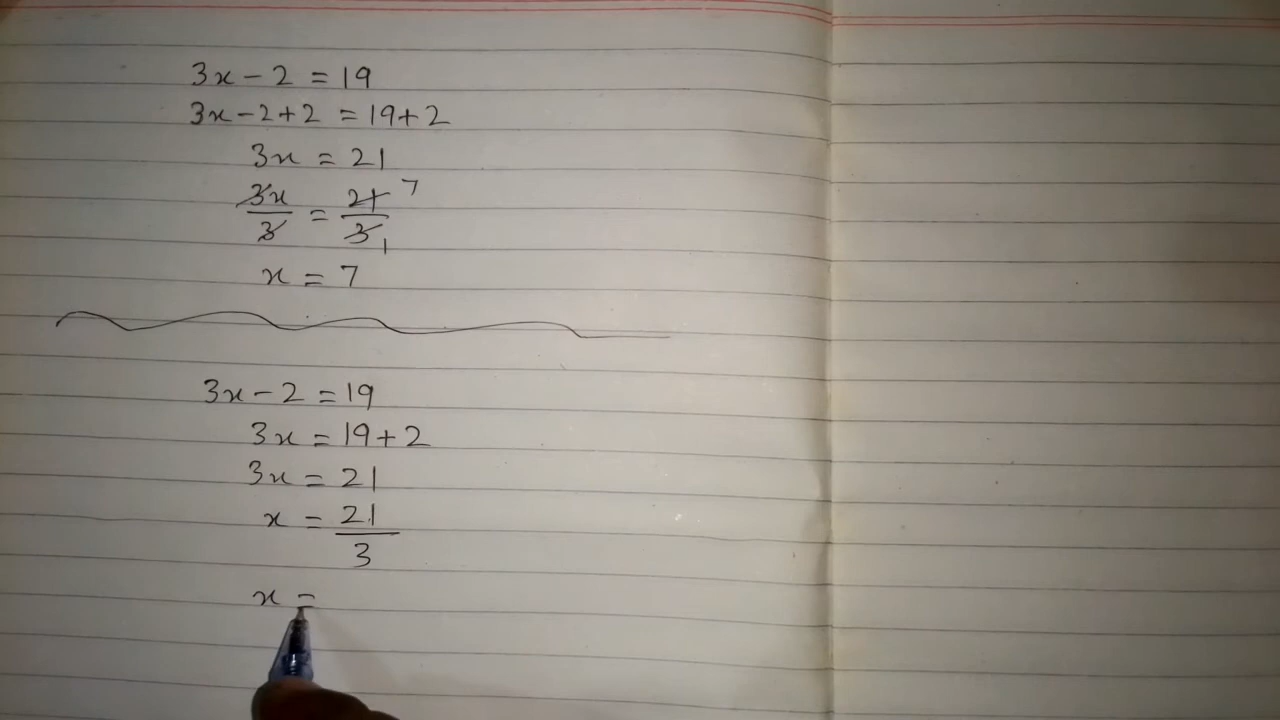 3x - 2 = 19
3x - 2 + 2 = 19 + 2
3x = 21
3x/3 = 21/3 7 1
x = 7
3x - 2 = 19
3x = 19 + 2
3x = 21
x = 21/3
x =